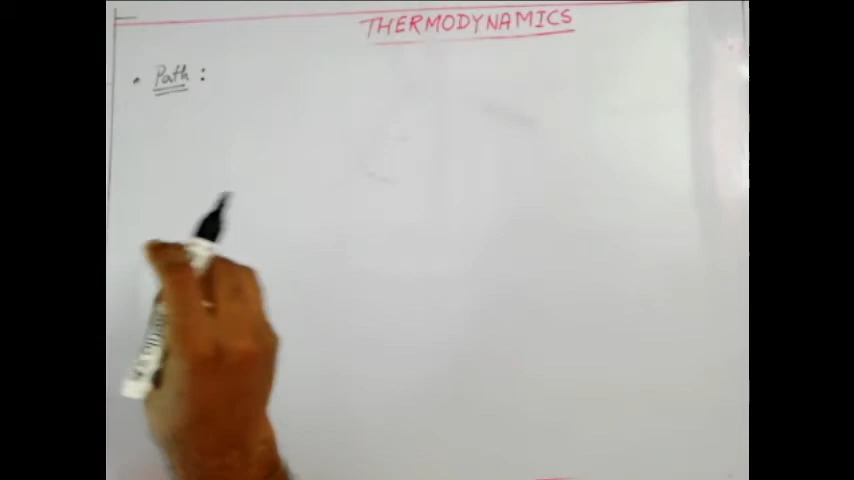 THERMODYNAMICS
• Path :